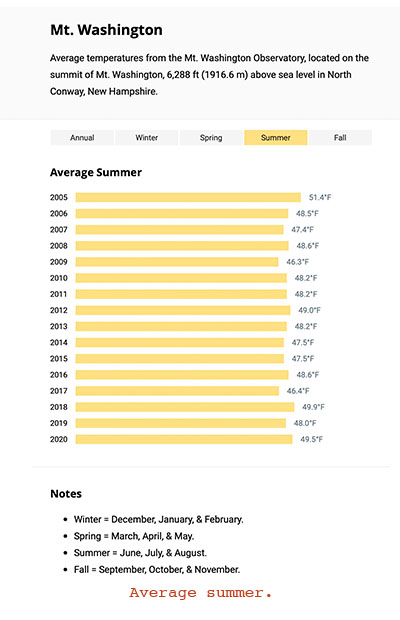 Mt. Washington
Average temperatures from the Mt. Washington Observatory, located on the
summit of Mt. Washington, 6,288 ft (1916.6 m) above sea level in North
Conway, New Hampshire.
Annual Winter Spring Summer Fall
Average Summer
2005 51.4°F
2006 48.5°F
2007 47.4°F
2008 48.6°F
2009 46.3°F
2010 48.2°F
2011 48.2°F
2012 49.0°F
2013 48.2°F
2014 47.5°F
2015 47.5°F
2016 48.6°F
2017 46.4°F
2018 49.9°F
2019 48.0°F
2020 49.5°F
Notes
• Winter = December, January, & February.
• Spring = March, April, & May.
• Summer = June, July, & August.
• Fall = September, October, & November.
Average summer.